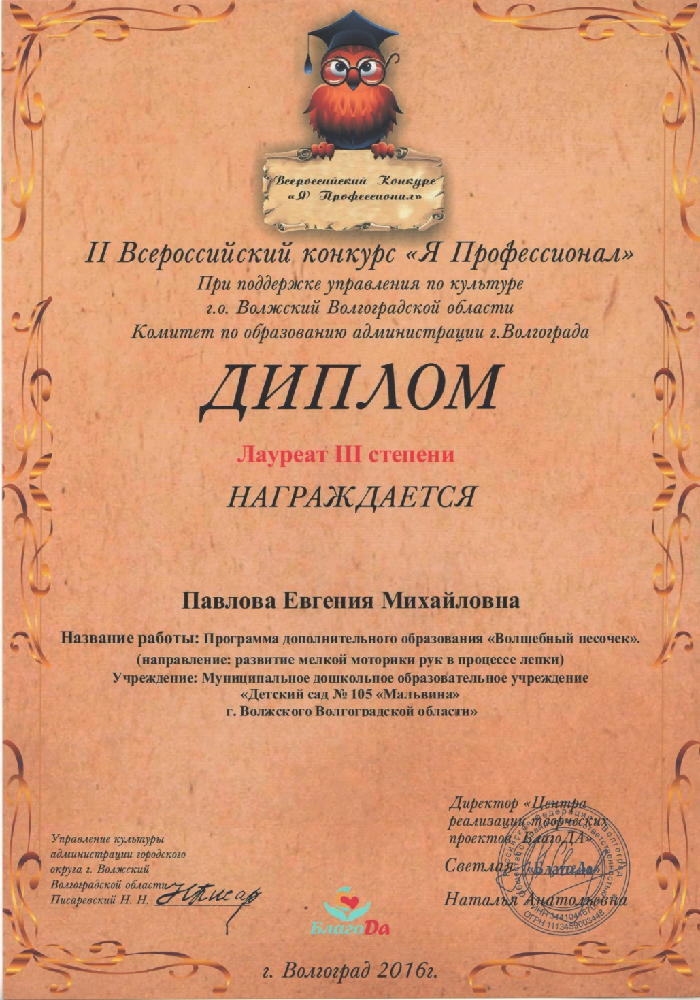 Всероссийский Конкурс
«Я Профессионал»
II Всероссийский конкурс «Я Профессионал»
При поддержке управления по культуре
г.о. Волжский Волгоградской области
Комитет по образованию администрации г.Волгограда
ДИПЛОМ
Лауреат III степени
НАГРАЖДАЕТСЯ
Павлова Евгения Михайловна
Название работы: Программа дополнительного образования «Волшебный песочек».
(направление: развитие мелкой моторики рук в процессе лепки)
Учреждение: Муниципальное дошкольное образовательное учреждение
«Детский сад № 105 «Мальвина»
г. Волжского Волгоградской области»
Управление культуры
администрации городского
округа г. Волжский
Волгоградской области
Писаревский Н. Н.
Директор «Центра
реализации творческих
проектов «БлагоДА»
Светлая
Наталья Анатольевна
«БлагоДа»
ОГРН 1113459003448
БлагоDа
г. Волгоград 2016г.